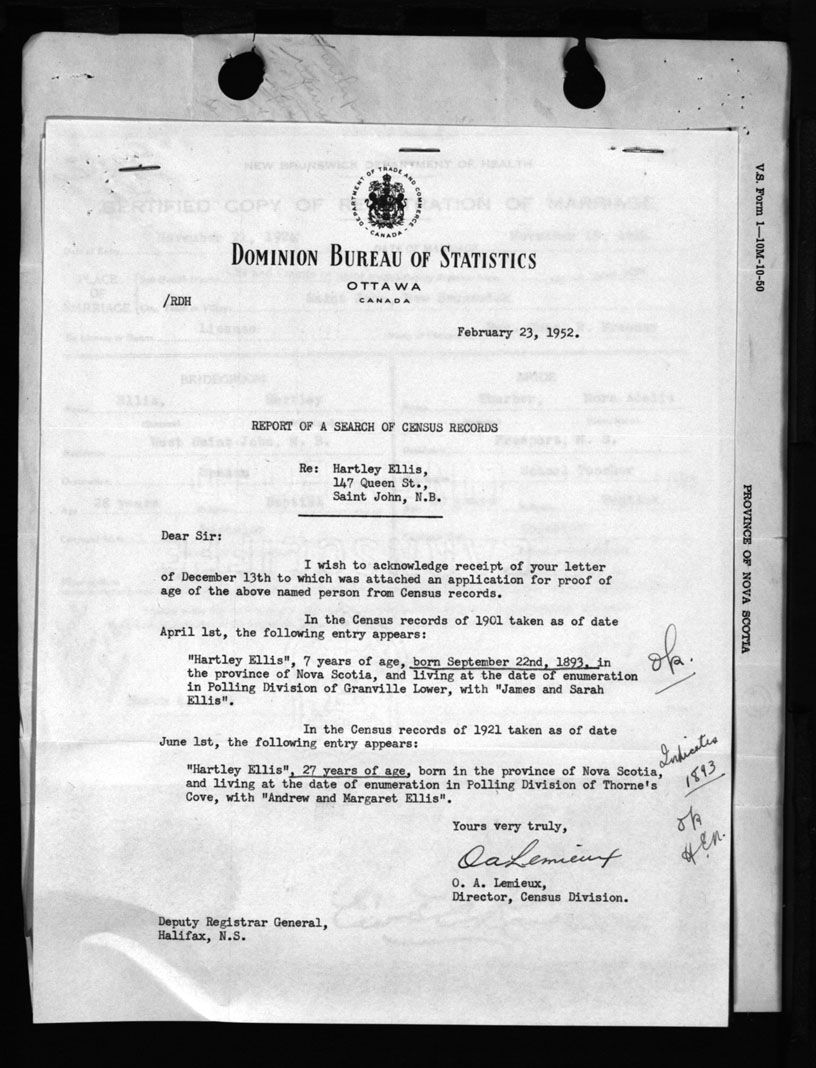 NEW BRUNSWICK DEPARTMENT OF HEALTH
CERTIFIED COPY OF REGISTRATION OF MARRIAGE
DEPARTMENT OF TRADE AND COMMERCE
- CANADA -
DOMINION BUREAU OF STATISTICS
OTTAWA
CANADA
/RDH
February 23, 1952.
REPORT OF A SEARCH OF CENSUS RECORDS
Re: Hartley Ellis,
147 Queen St.,
Saint John, N.B.
Dear Sir:
I wish to acknowledge receipt of your letter
of December 13th to which was attached an application for proof of
age of the above named person from Census records.
In the Census records of 1901 taken as of date
April 1st, the following entry appears:
"Hartley Ellis", 7 years of age, born September 22nd, 1893, in
the province of Nova Scotia, and living at the date of enumeration
in Polling Division of Granville Lower, with "James and Sarah
Ellis".
ok.
In the Census records of 1921 taken as of date
June 1st, the following entry appears:
"Hartley Ellis", 27 years of age, born in the province of Nova Scotia,
and living at the date of enumeration in Polling Division of Thorne's
Cove, with "Andrew and Margaret Ellis".
Indicates
1893
ok
H.E.N.
Yours very truly,
O A Lemieux
O. A. Lemieux,
Director, Census Division.
Deputy Registrar General,
Halifax, N.S.
V.S. Form 1—10M-10-50
PROVINCE OF NOVA SCOTIA